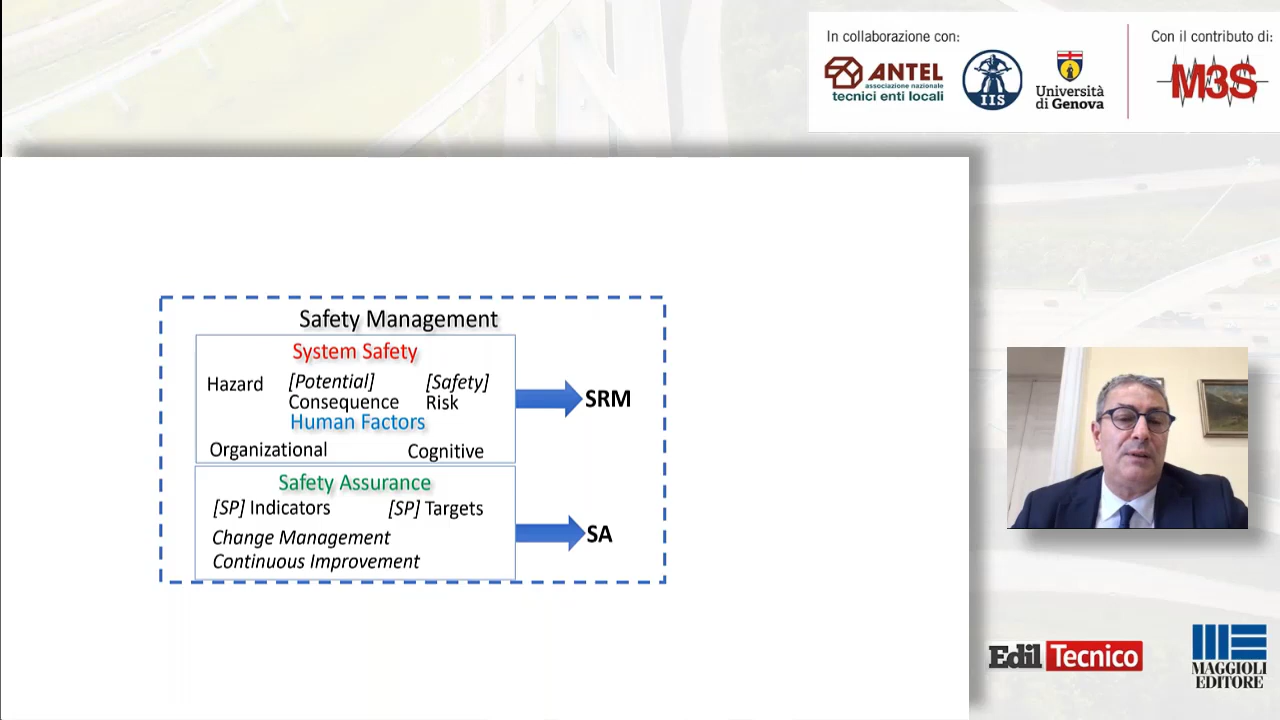 In collaborazione con:
Con il contributo di:
ANTEL
associazione nazionale
tecnici enti locali
IIS
Università
di Genova
M3S
Safety Management
System Safety
Hazard [Potential] [Safety]
Consequence Risk
Human Factors
Organizational Cognitive
SRM
Safety Assurance
[SP] Indicators [SP] Targets
Change Management
Continuous Improvement
SA
Edil Tecnico
MAGGIOLI
EDITORE